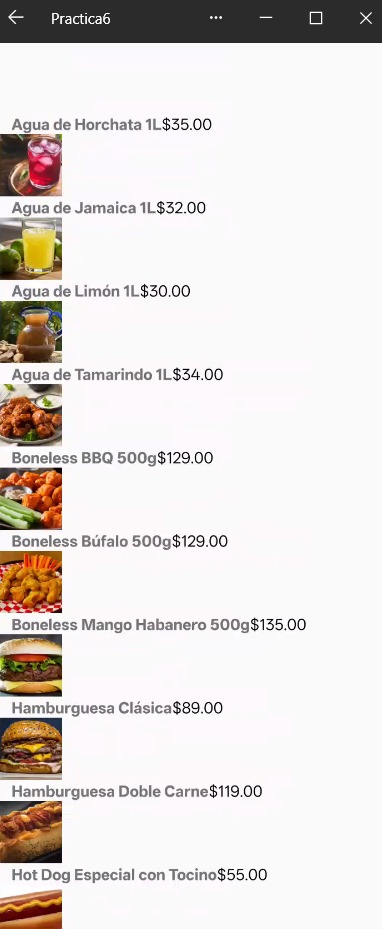 Practica6
Agua de Horchata 1L$35.00
Agua de Jamaica 1L$32.00
Agua de Limón 1L$30.00
Agua de Tamarindo 1L$34.00
Boneless BBQ 500g$129.00
Boneless Búfalo 500g$129.00
Boneless Mango Habanero 500g$135.00
Hamburguesa Clásica$89.00
Hamburguesa Doble Carne$119.00
Hot Dog Especial con Tocino$55.00